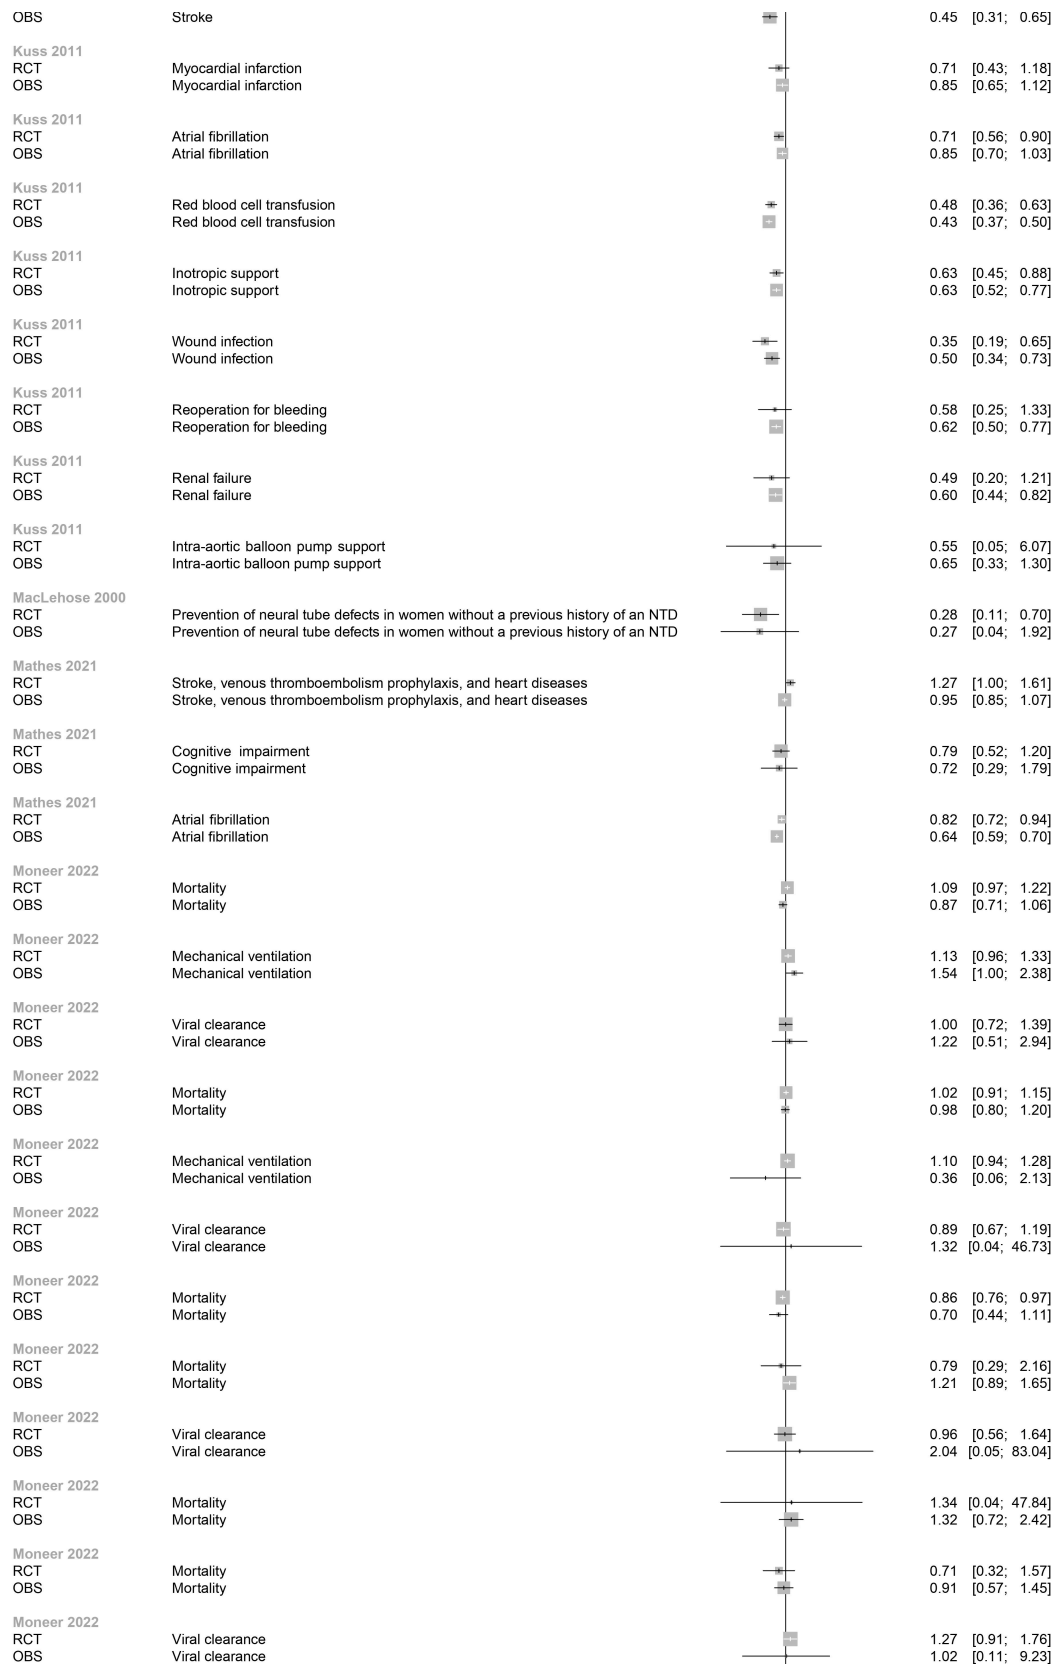 OBS Stroke 0.45 [0.31; 0.65]
Kuss 2011
RCT Myocardial infarction 0.71 [0.43; 1.18]
OBS Myocardial infarction 0.85 [0.65; 1.12]
Kuss 2011
RCT Atrial fibrillation 0.71 [0.56; 0.90]
OBS Atrial fibrillation 0.85 [0.70; 1.03]
Kuss 2011
RCT Red blood cell transfusion 0.48 [0.36; 0.63]
OBS Red blood cell transfusion 0.43 [0.37; 0.50]
Kuss 2011
RCT Inotropic support 0.63 [0.45; 0.88]
OBS Inotropic support 0.63 [0.52; 0.77]
Kuss 2011
RCT Wound infection 0.35 [0.19; 0.65]
OBS Wound infection 0.50 [0.34; 0.73]
Kuss 2011
RCT Reoperation for bleeding 0.58 [0.25; 1.33]
OBS Reoperation for bleeding 0.62 [0.50; 0.77]
Kuss 2011
RCT Renal failure 0.49 [0.20; 1.21]
OBS Renal failure 0.60 [0.44; 0.82]
Kuss 2011
RCT Intra-aortic balloon pump support 0.55 [0.05; 6.07]
OBS Intra-aortic balloon pump support 0.65 [0.33; 1.30]
MacLehose 2000
RCT Prevention of neural tube defects in women without a previous history of an NTD 0.28 [0.11; 0.70]
OBS Prevention of neural tube defects in women without a previous history of an NTD 0.27 [0.04; 1.92]
Mathes 2021
RCT Stroke, venous thromboembolism prophylaxis, and heart diseases 1.27 [1.00; 1.61]
OBS Stroke, venous thromboembolism prophylaxis, and heart diseases 0.95 [0.85; 1.07]
Mathes 2021
RCT Cognitive impairment 0.79 [0.52; 1.20]
OBS Cognitive impairment 0.72 [0.29; 1.79]
Mathes 2021
RCT Atrial fibrillation 0.82 [0.72; 0.94]
OBS Atrial fibrillation 0.64 [0.59; 0.70]
Moneer 2022
RCT Mortality 1.09 [0.97; 1.22]
OBS Mortality 0.87 [0.71; 1.06]
Moneer 2022
RCT Mechanical ventilation 1.13 [0.96; 1.33]
OBS Mechanical ventilation 1.54 [1.00; 2.38]
Moneer 2022
RCT Viral clearance 1.00 [0.72; 1.39]
OBS Viral clearance 1.22 [0.51; 2.94]
Moneer 2022
RCT Mortality 1.02 [0.91; 1.15]
OBS Mortality 0.98 [0.80; 1.20]
Moneer 2022
RCT Mechanical ventilation 1.10 [0.94; 1.28]
OBS Mechanical ventilation 0.36 [0.06; 2.13]
Moneer 2022
RCT Viral clearance 0.89 [0.67; 1.19]
OBS Viral clearance 1.32 [0.04; 46.73]
Moneer 2022
RCT Mortality 0.86 [0.76; 0.97]
OBS Mortality 0.70 [0.44; 1.11]
Moneer 2022
RCT Mortality 0.79 [0.29; 2.16]
OBS Mortality 1.21 [0.89; 1.65]
Moneer 2022
RCT Viral clearance 0.96 [0.56; 1.64]
OBS Viral clearance 2.04 [0.05; 83.04]
Moneer 2022
RCT Mortality 1.34 [0.04; 47.84]
OBS Mortality 1.32 [0.72; 2.42]
Moneer 2022
RCT Mortality 0.71 [0.32; 1.57]
OBS Mortality 0.91 [0.57; 1.45]
Moneer 2022
RCT Viral clearance 1.27 [0.91; 1.76]
OBS Viral clearance 1.02 [0.11; 9.23]